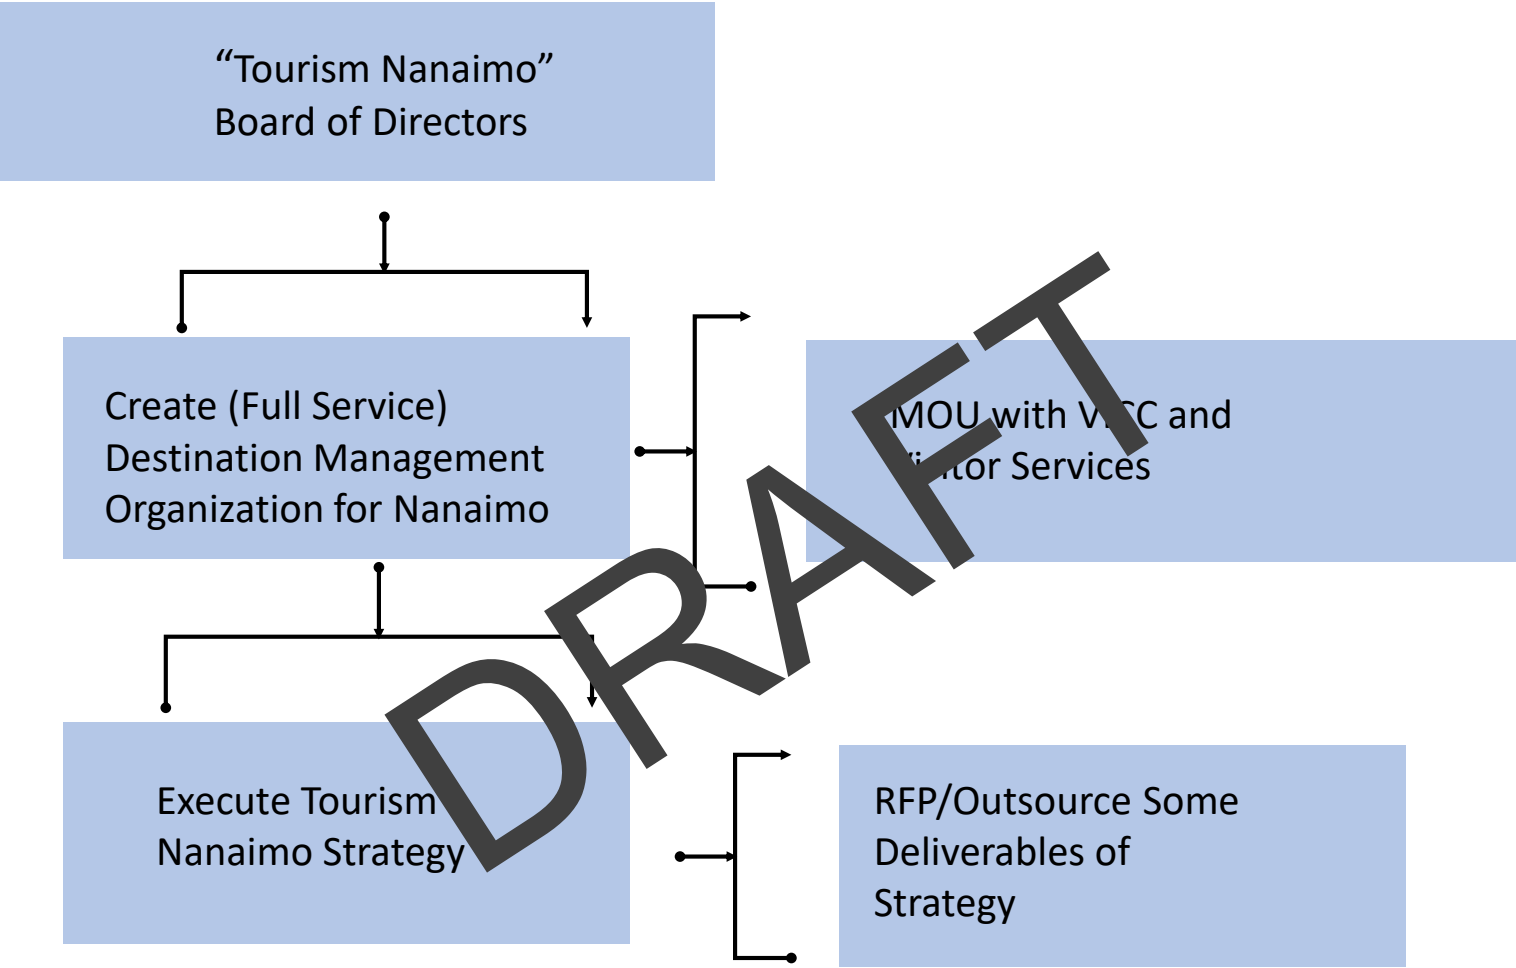 “Tourism Nanaimo”
Board of Directors
Create (Full Service)
Destination Management
Organization for Nanaimo
MOU with and
Services
Execute Tourism
Nanaimo Strategy
RFP/Outsource Some
Deliverables of
Strategy
DRAFT